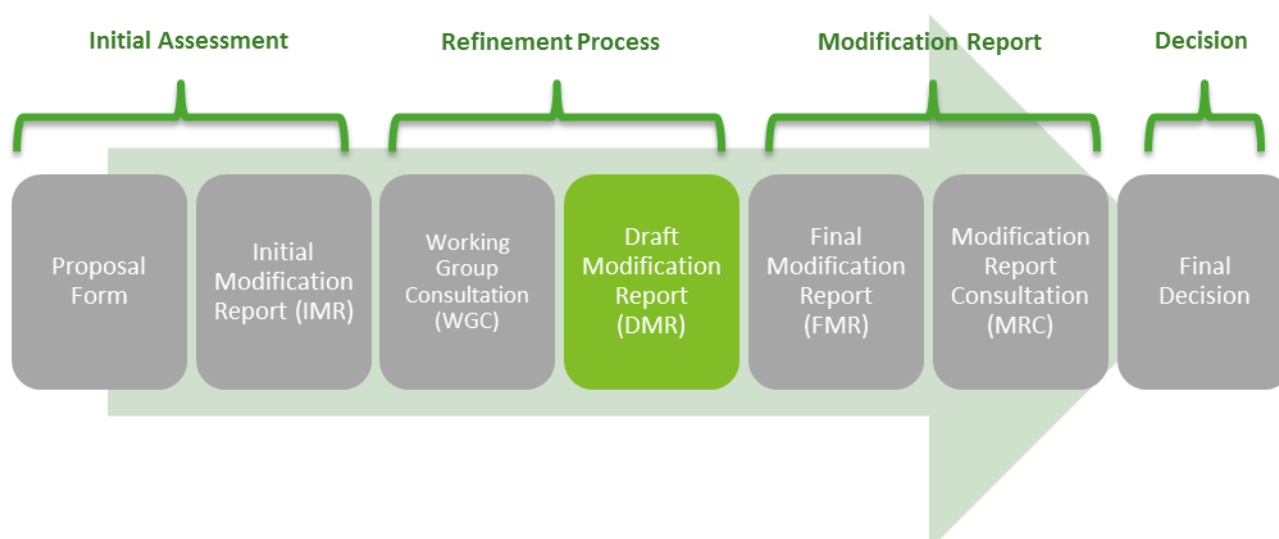 Initial Assessment
Refinement Process
Modification Report
Decision
Proposal
Form
Initial
Modification
Report (IMR)
Working
Group
Consultation
(WGC)
Draft
Modification
Report
(DMR)
Final
Modification
Report
(FMR)
Modification
Report
Consultation
(MRC)
Final
Decision